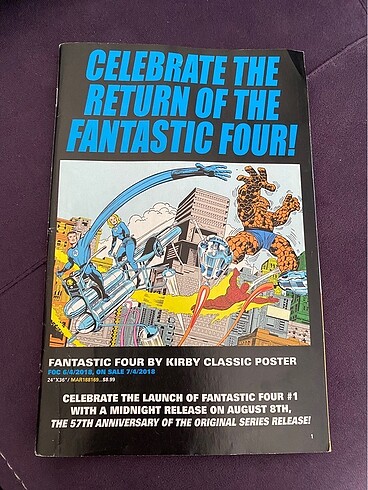 CELEBRATE THE
RETURN OF THE
FANTASTIC FOUR!
FANTASTIC FOUR BY KIRBY CLASSIC POSTER
FOC 6/4/2018, ON SALE 7/4/2018
24"X36"/ MAR188169...$8.99
CELEBRATE THE LAUNCH OF FANTASTIC FOUR #1
WITH A MIDNIGHT RELEASE ON AUGUST 8TH,
THE 57TH ANNIVERSARY OF THE ORIGINAL SERIES RELEASE!
1